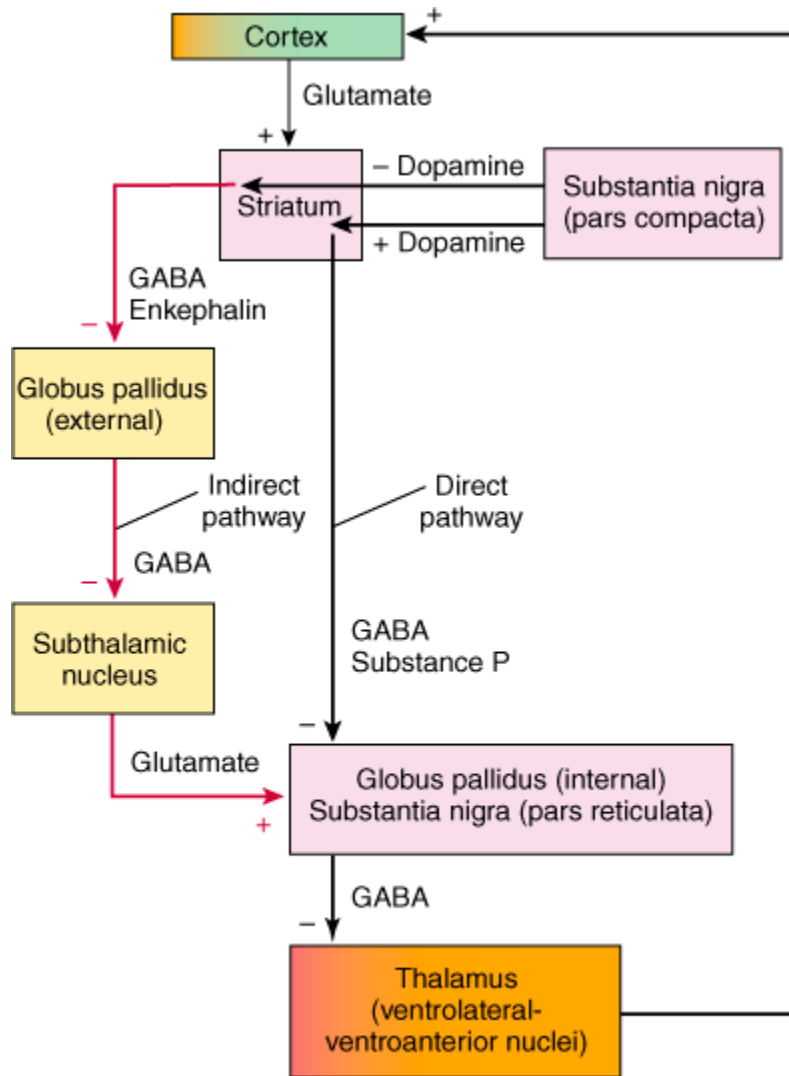 +
Cortex
Glutamate
+
– Dopamine
Striatum
Substantia nigra
(pars compacta)
+ Dopamine
GABA
Enkephalin
–
Globus pallidus
(external)
Indirect
pathway
Direct
pathway
GABA
–
Subthalamic
nucleus
GABA
Substance P
–
Glutamate
+
Globus pallidus (internal)
Substantia nigra (pars reticulata)
GABA
–
Thalamus
(ventrolateral-
ventroanterior nuclei)